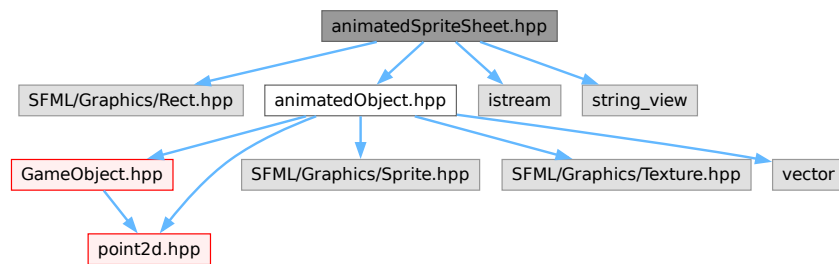 animatedSpriteSheet.hpp
SFML/Graphics/Rect.hpp
animatedObject.hpp
istream
string_view
GameObject.hpp
SFML/Graphics/Sprite.hpp
SFML/Graphics/Texture.hpp
vector
point2d.hpp